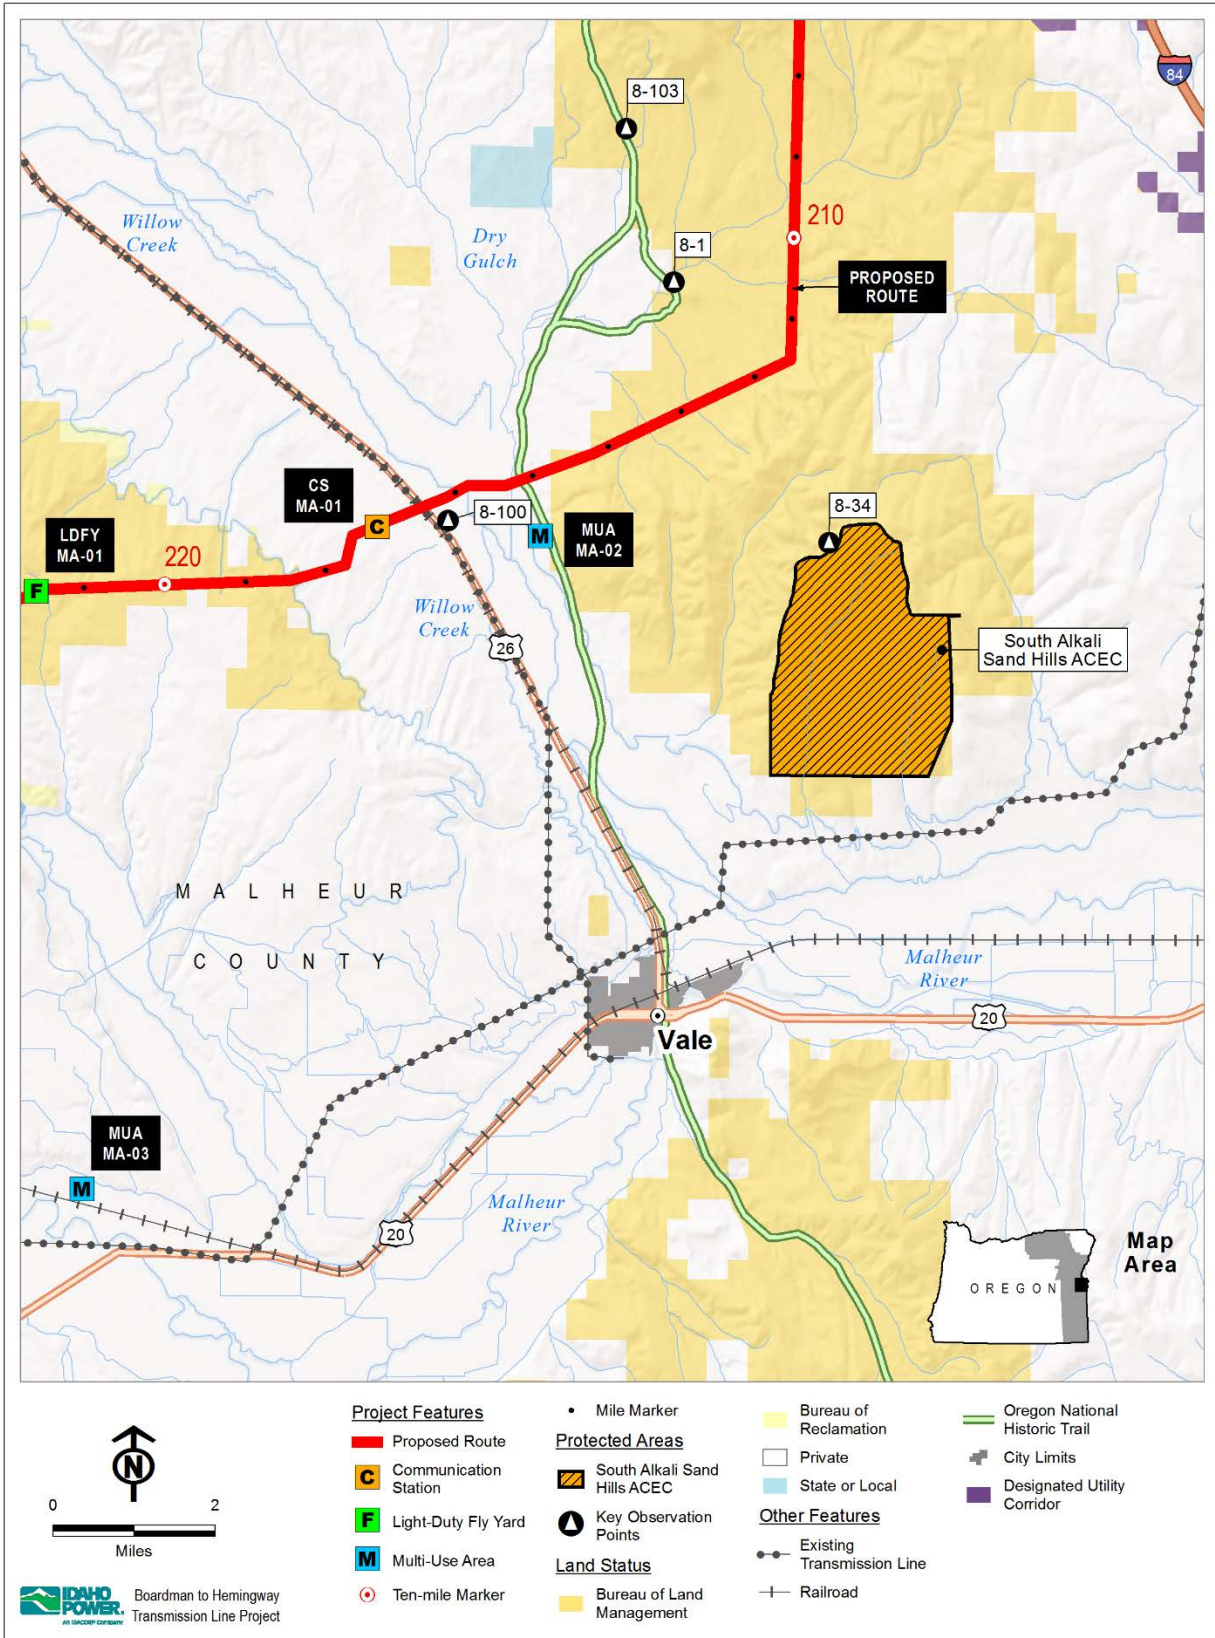 84
8-103
Willow
Creek
Dry
Gulch
210
8-1
PROPOSED
ROUTE
CS
MA-01
8-100
8-34
LDFY
MA-01
220
C
M
MUA
MA-02
F
Willow
Creek
26
South Alkali
Sand Hills ACEC
MALHEUR
COUNTY
Malheur
River
20
Vale
MUA
MA-03
M
Malheur
River
20
OREGON
Map
Area
N
0 2
Miles
IDAHO
POWER.
AN IDACORP COMPANY
Boardman to Hemingway
Transmission Line Project
Project Features
Proposed Route
C
Communication
Station
F
Light-Duty Fly Yard
M
Multi-Use Area
Ten-mile Marker
Mile Marker
Protected Areas
South Alkali Sand
Hills ACEC
Key Observation
Points
Land Status
Bureau of Land
Management
Bureau of
Reclamation
Private
State or Local
Other Features
Existing
Transmission Line
Railroad
Oregon National
Historic Trail
City Limits
Designated Utility
Corridor